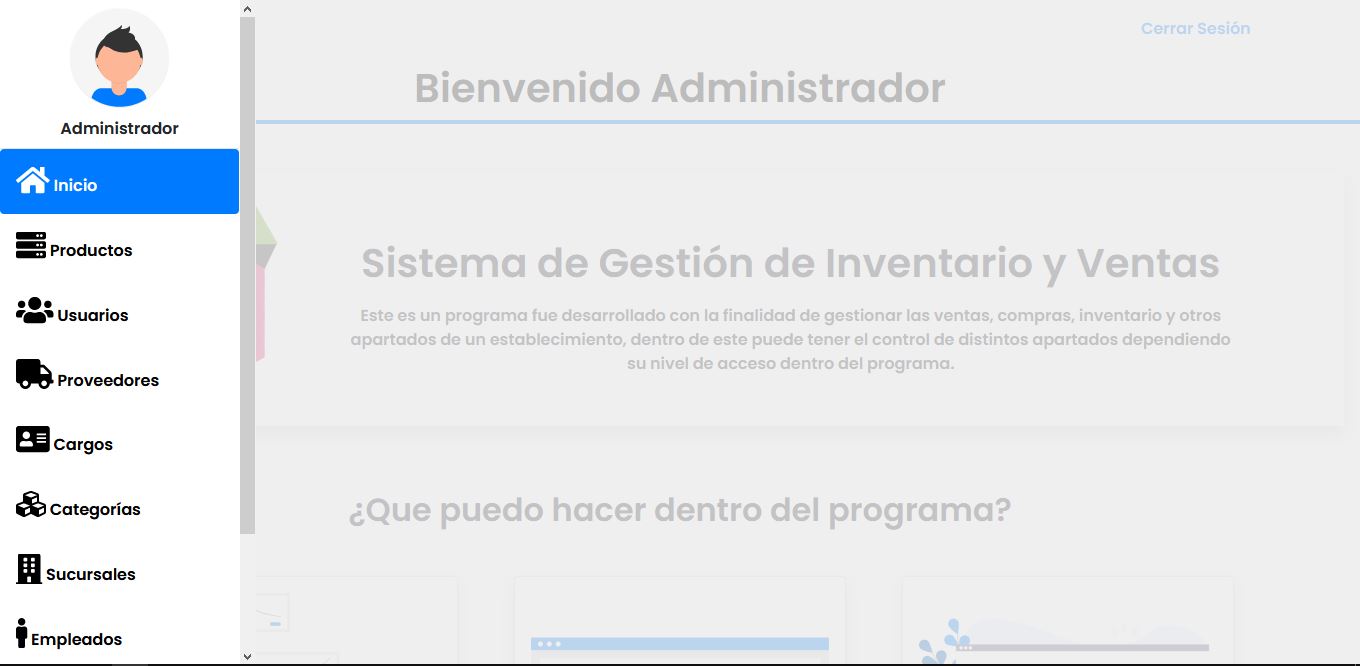 Administrador
Inicio
Productos
Usuarios
Proveedores
Cargos
Categorías
Sucursales
Empleados
Cerrar Sesión
Bienvenido Administrador
Sistema de Gestión de Inventario y Ventas
Este es un programa fue desarrollado con la finalidad de gestionar las ventas, compras, inventario y otros
apartados de un establecimiento, dentro de este puede tener el control de distintos apartados dependiendo
su nivel de acceso dentro del programa.
¿Que puedo hacer dentro del programa?